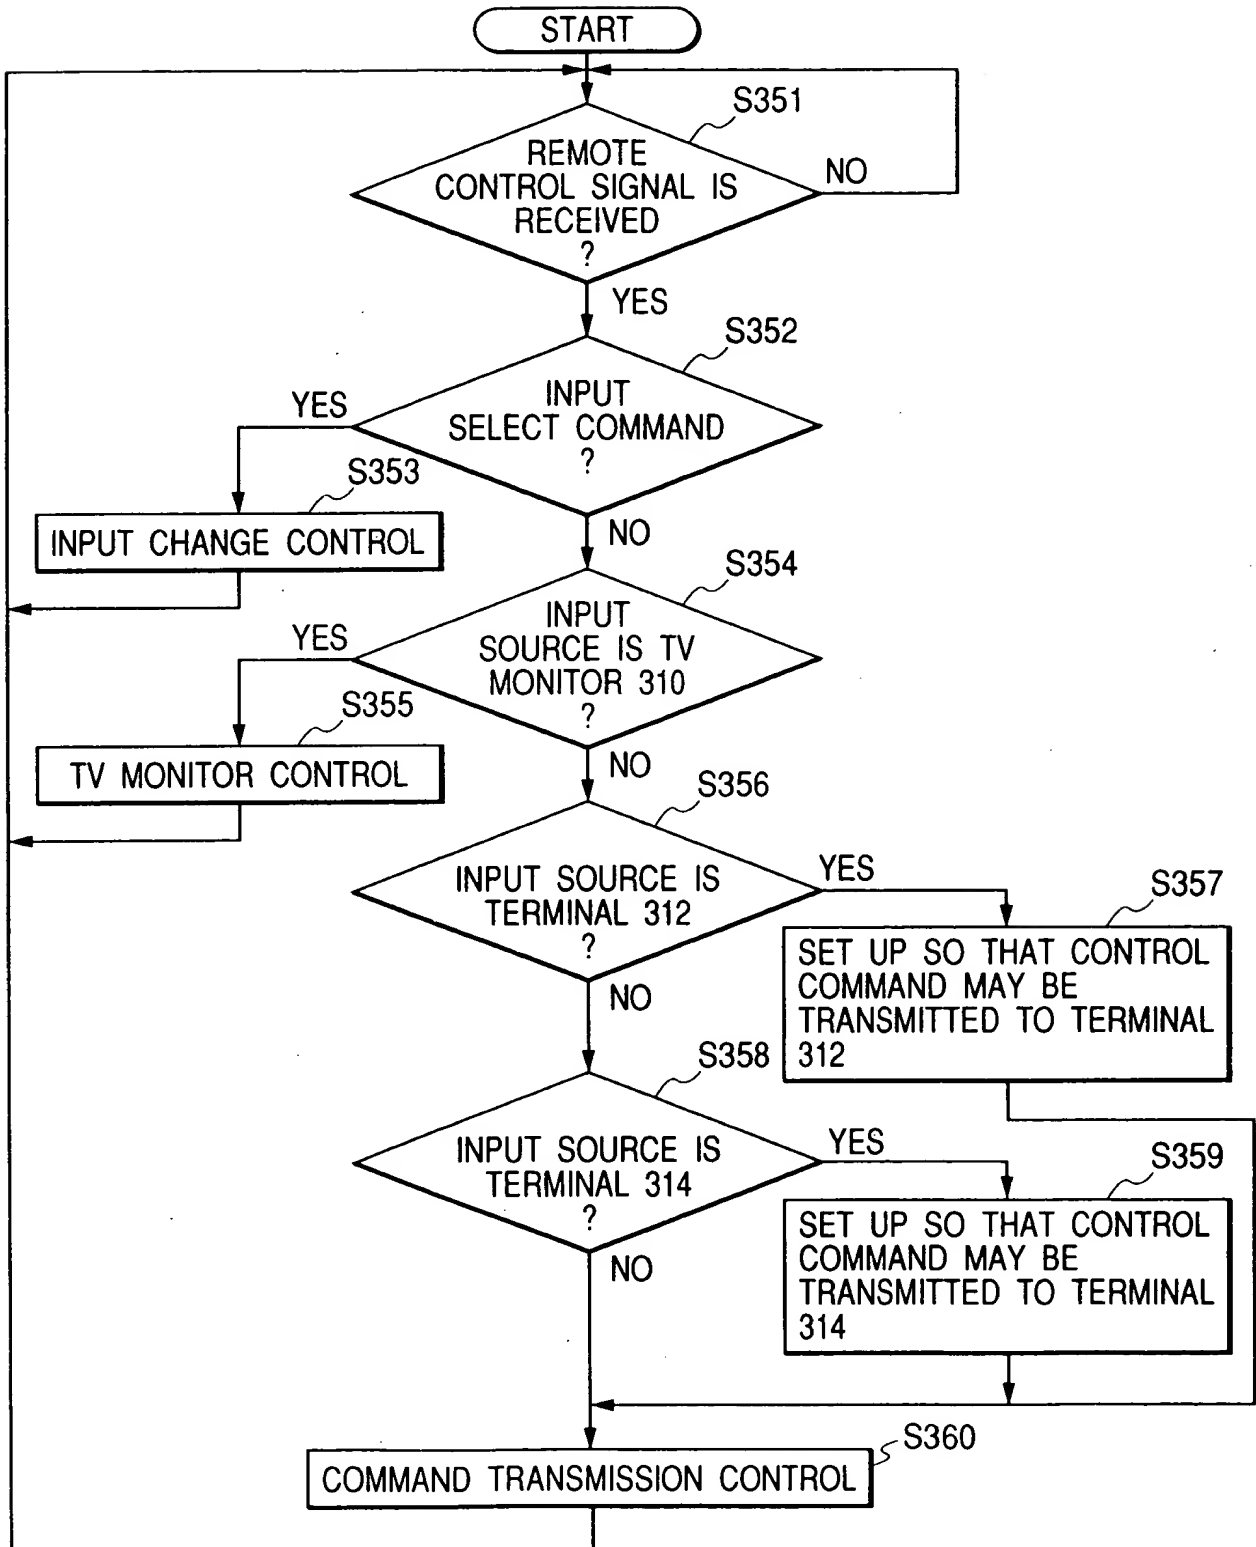 START
S351
REMOTE
CONTROL SIGNAL IS
RECEIVED
?
NO
YES
S352
INPUT
SELECT COMMAND
?
YES
S353
INPUT CHANGE CONTROL
NO
S354
INPUT
SOURCE IS TV
MONITOR 310
?
YES
S355
TV MONITOR CONTROL
NO
S356
INPUT SOURCE IS
TERMINAL 312
?
YES
S357
SET UP SO THAT CONTROL
COMMAND MAY BE
TRANSMITTED TO TERMINAL
312
NO
S358
INPUT SOURCE IS
TERMINAL 314
?
YES
S359
SET UP SO THAT CONTROL
COMMAND MAY BE
TRANSMITTED TO TERMINAL
314
NO
S360
COMMAND TRANSMISSION CONTROL